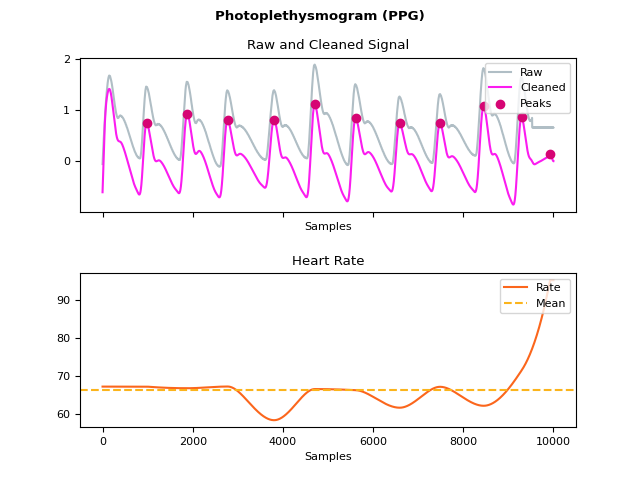 Photoplethysmogram (PPG)
Raw and Cleaned Signal
2
1
0
Raw
Cleaned
Peaks
Samples
Heart Rate
90
80
70
60
Rate
Mean
0 2000 4000 6000 8000 10000
Samples